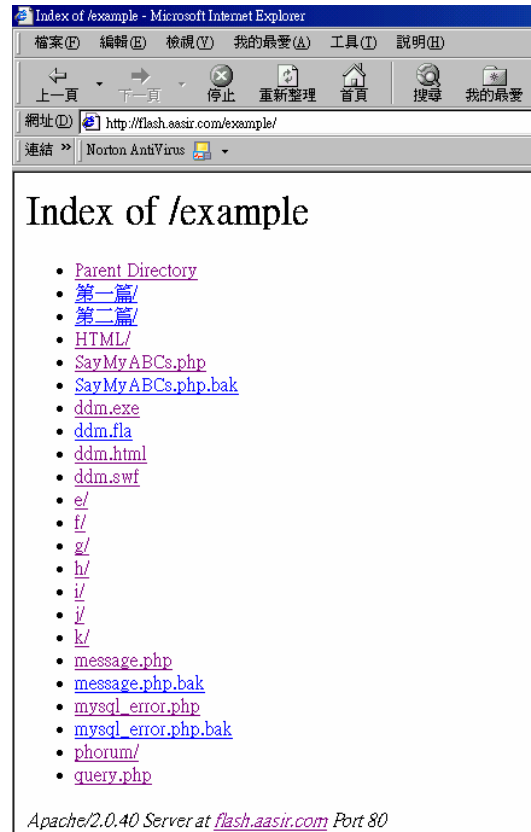 Index of /example - Microsoft Internet Explorer
檔案(F) 編輯(E) 檢視(V) 我的最愛(A) 工具(T) 說明(H)
上一頁 下一頁 停止 重新整理 首頁 搜尋 我的最愛
網址(D) http://flash.aasir.com/example/
連結 » Norton AntiVirus
Index of /example
Parent Directory
第一篇/
第二篇/
HTML/
SayMyABCs.php
SayMyABCs.php.bak
ddm.exe
ddm.fla
ddm.html
ddm.swf
e/
f/
g/
h/
i/
j/
k/
message.php
message.php.bak
mysql_error.php
mysql_error.php.bak
phorum/
query.php
Apache/2.0.40 Server at flash.aasir.com Port 80